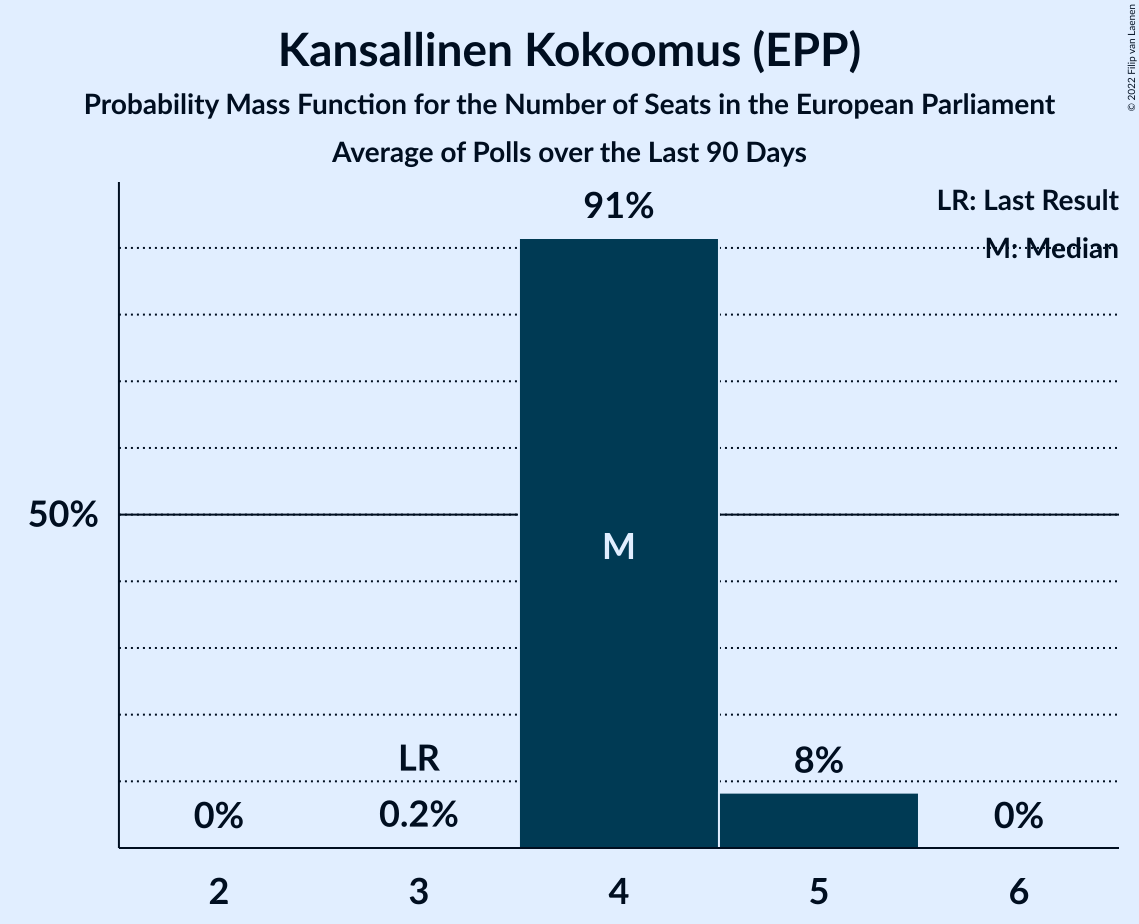 Kansallinen Kokoomus (EPP)
Probability Mass Function for the Number of Seats in the European Parliament
Average of Polls over the Last 90 Days
© 2022 Filip van Laenen
LR: Last Result
M: Median
91%
50%
M
LR
8%
0%
0.2%
0%
2
3
4
5
6